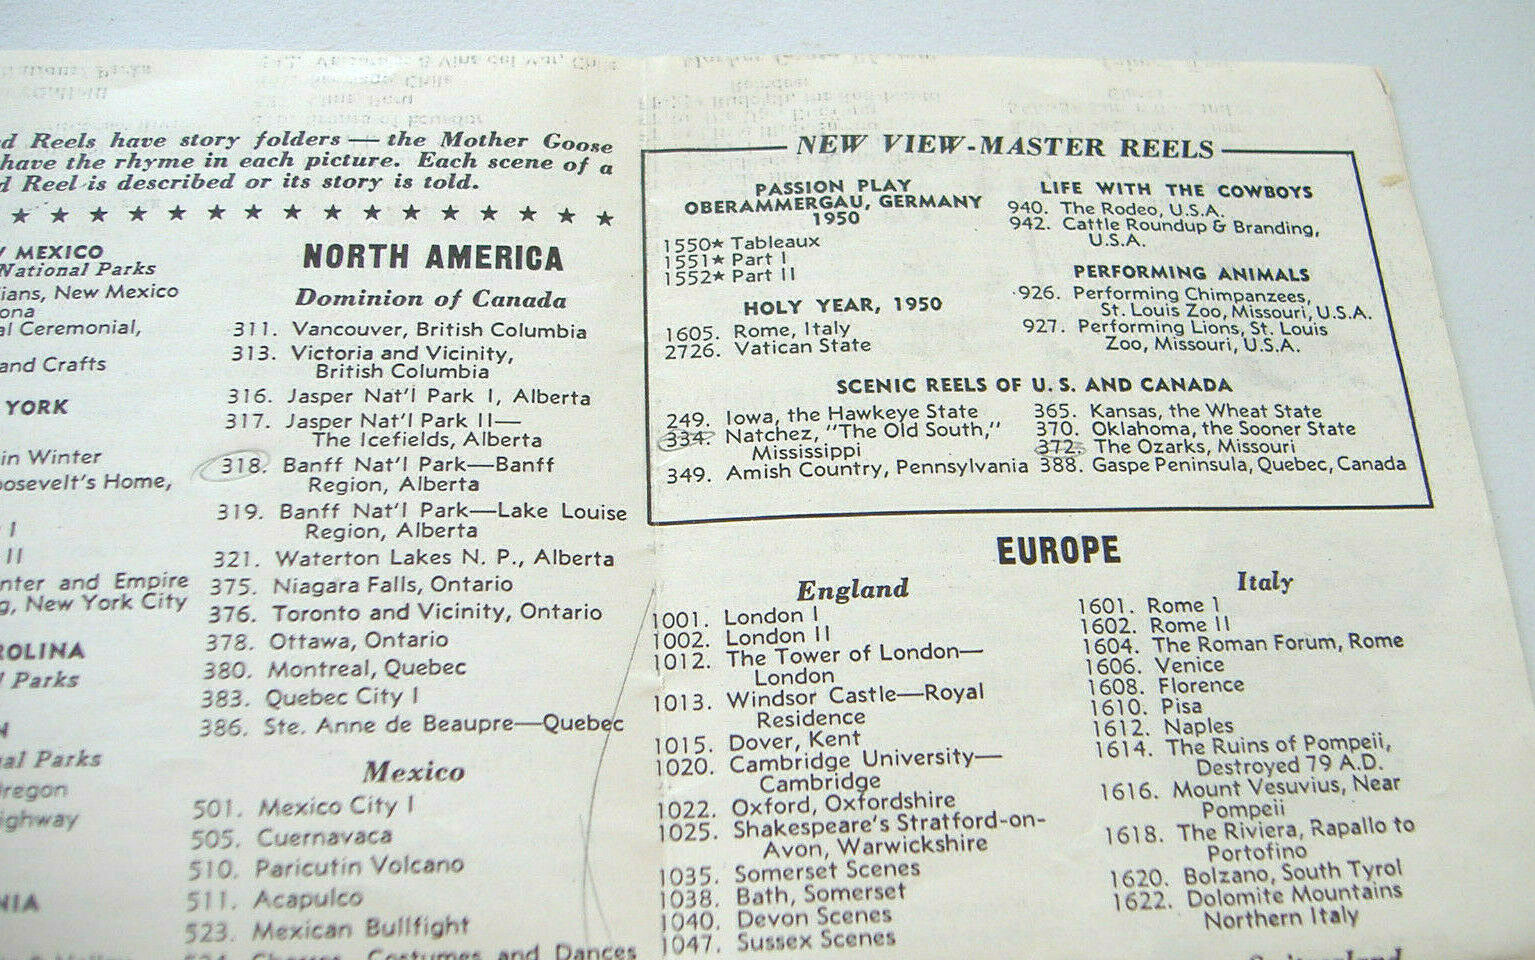 d Reels have story folders — the Mother Goose
have the rhyme in each picture. Each scene of a
d Reel is described or its story is told.
★ ★ ★ ★ ★ ★ ★ ★ ★ ★ ★ ★ ★ ★ ★ ★
MEXICO
National Parks
ians, New Mexico
ona
al Ceremonial,
and Crafts
YORK
in Winter
oosevelt's Home,
I
II
nter and Empire
g, New York City
ROLINA
l Parks
N
nal Parks
Oregon
ighway
NIA
NORTH AMERICA
Dominion of Canada
311. Vancouver, British Columbia
313. Victoria and Vicinity,
British Columbia
316. Jasper Nat'l Park I, Alberta
317. Jasper Nat'l Park II—
The Icefields, Alberta
318. Banff Nat'l Park—Banff
Region, Alberta
319. Banff Nat'l Park—Lake Louise
Region, Alberta
321. Waterton Lakes N. P., Alberta
375. Niagara Falls, Ontario
376. Toronto and Vicinity, Ontario
378. Ottawa, Ontario
380. Montreal, Quebec
383. Quebec City I
386. Ste. Anne de Beaupre—Quebec
Mexico
501. Mexico City I
505. Cuernavaca
510. Paricutin Volcano
511. Acapulco
523. Mexican Bullfight
Costumes and Dances
NEW VIEW-MASTER REELS
PASSION PLAY
OBERAMMERGAU, GERMANY
1950
1550★ Tableaux
1551★ Part I
1552★ Part II
HOLY YEAR, 1950
1605. Rome, Italy
2726. Vatican State
LIFE WITH THE COWBOYS
940. The Rodeo, U.S.A.
942. Cattle Roundup & Branding,
U.S.A.
PERFORMING ANIMALS
926. Performing Chimpanzees,
St. Louis Zoo, Missouri, U.S.A.
927. Performing Lions, St. Louis
Zoo, Missouri, U.S.A.
SCENIC REELS OF U. S. AND CANADA
249. Iowa, the Hawkeye State
334. Natchez, "The Old South,"
Mississippi
349. Amish Country, Pennsylvania
365. Kansas, the Wheat State
370. Oklahoma, the Sooner State
372. The Ozarks, Missouri
388. Gaspe Peninsula, Quebec, Canada
EUROPE
England
1001. London I
1002. London II
1012. The Tower of London—
London
1013. Windsor Castle—Royal
Residence
1015. Dover, Kent
1020. Cambridge University—
Cambridge
1022. Oxford, Oxfordshire
1025. Shakespeare's Stratford-on-
Avon, Warwickshire
1035. Somerset Scenes
1038. Bath, Somerset
1040. Devon Scenes
1047. Sussex Scenes
Italy
1601. Rome I
1602. Rome II
1604. The Roman Forum, Rome
1606. Venice
1608. Florence
1610. Pisa
1612. Naples
1614. The Ruins of Pompeii,
Destroyed 79 A.D.
1616. Mount Vesuvius, Near
Pompeii
1618. The Riviera, Rapallo to
Portofino
1620. Bolzano, South Tyrol
1622. Dolomite Mountains
Northern Italy